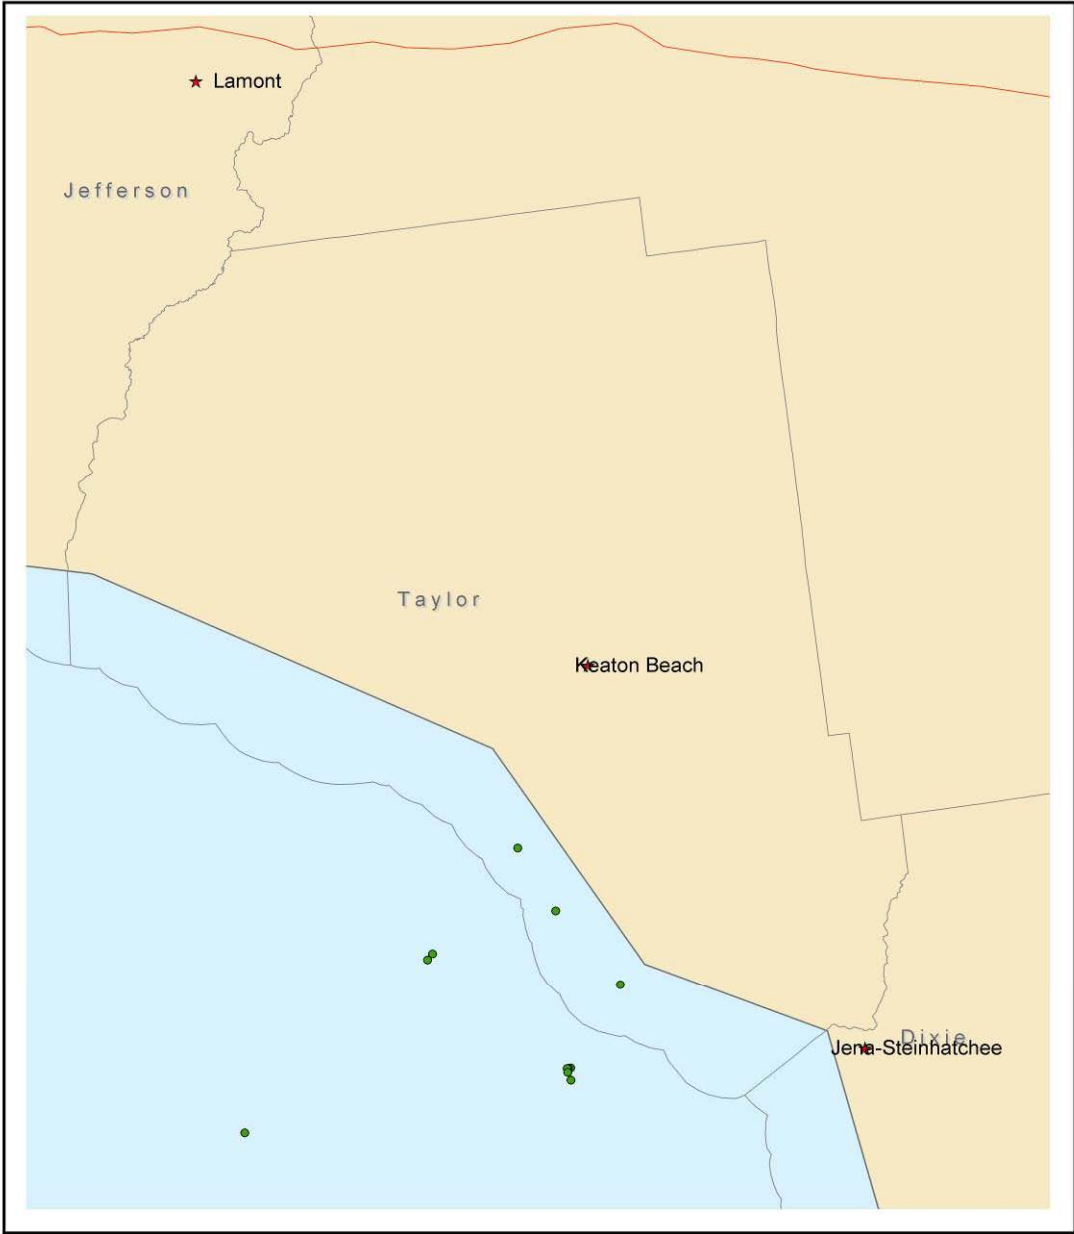 Lamont
Jefferson
Taylor
Keaton Beach
Dixie
Jena-Steinhatchee